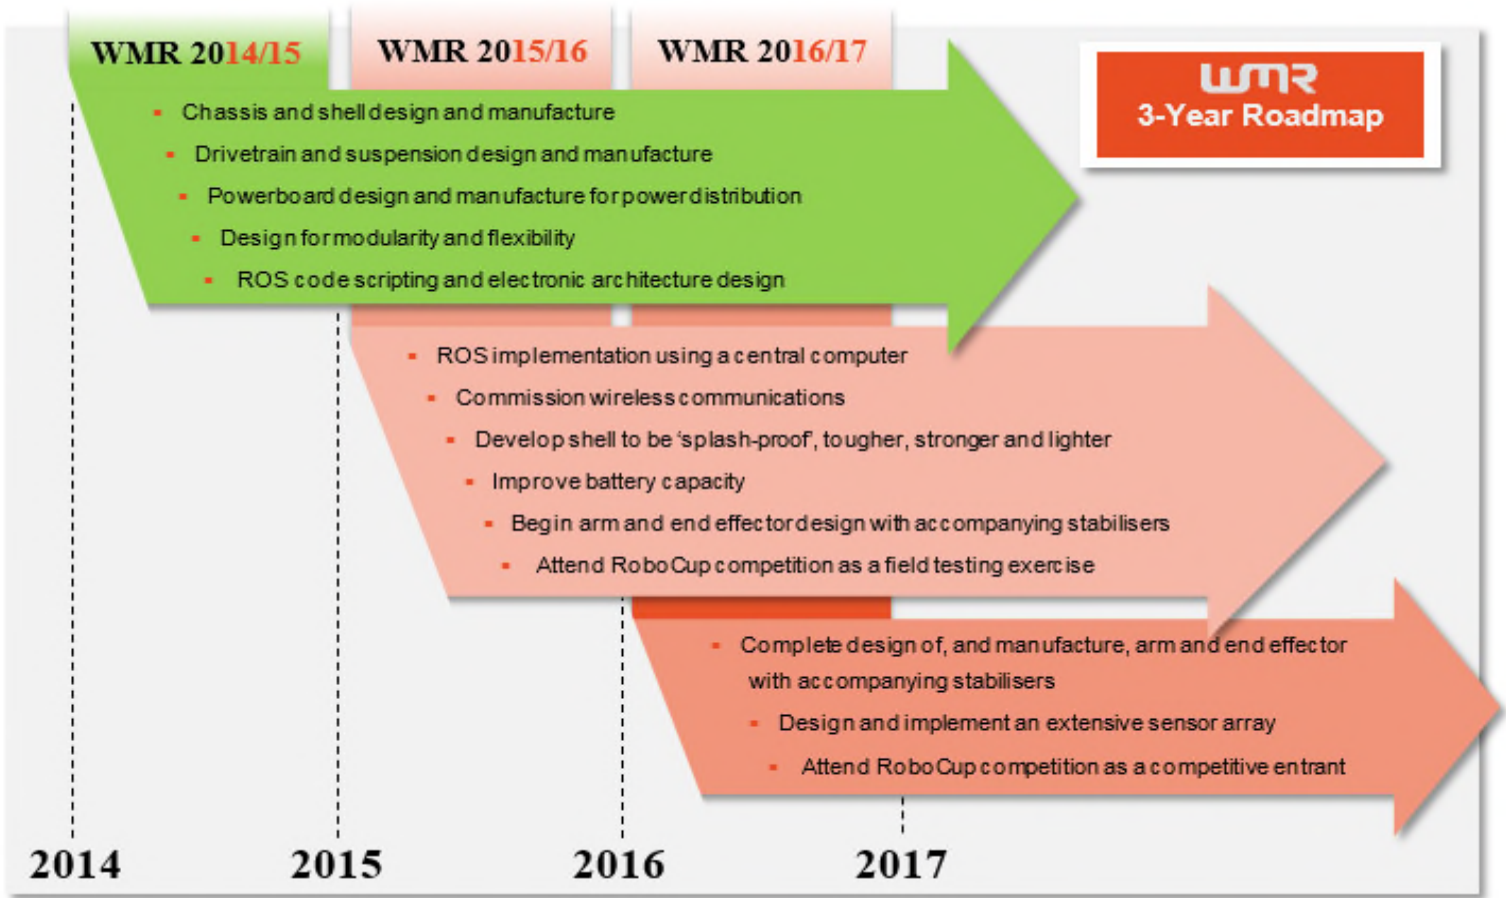 WMR 2014/15
WMR 2015/16
WMR 2016/17
WMR
3-Year Roadmap
▪ Chassis and shell design and manufacture
▪ Drivetrain and suspension design and manufacture
▪ Powerboard design and manufacture for power distribution
▪ Design for modularity and flexibility
▪ ROS code scripting and electronic architecture design
▪ ROS implementation using a central computer
▪ Commission wireless communications
▪ Develop shell to be ‘splash-proof’, tougher, stronger and lighter
▪ Improve battery capacity
▪ Begin arm and end effector design with accompanying stabilisers
▪ Attend RoboCup competition as a field testing exercise
▪ Complete design of, and manufacture, arm and end effector
with accompanying stabilisers
▪ Design and implement an extensive sensor array
▪ Attend RoboCup competition as a competitive entrant
2014
2015
2016
2017